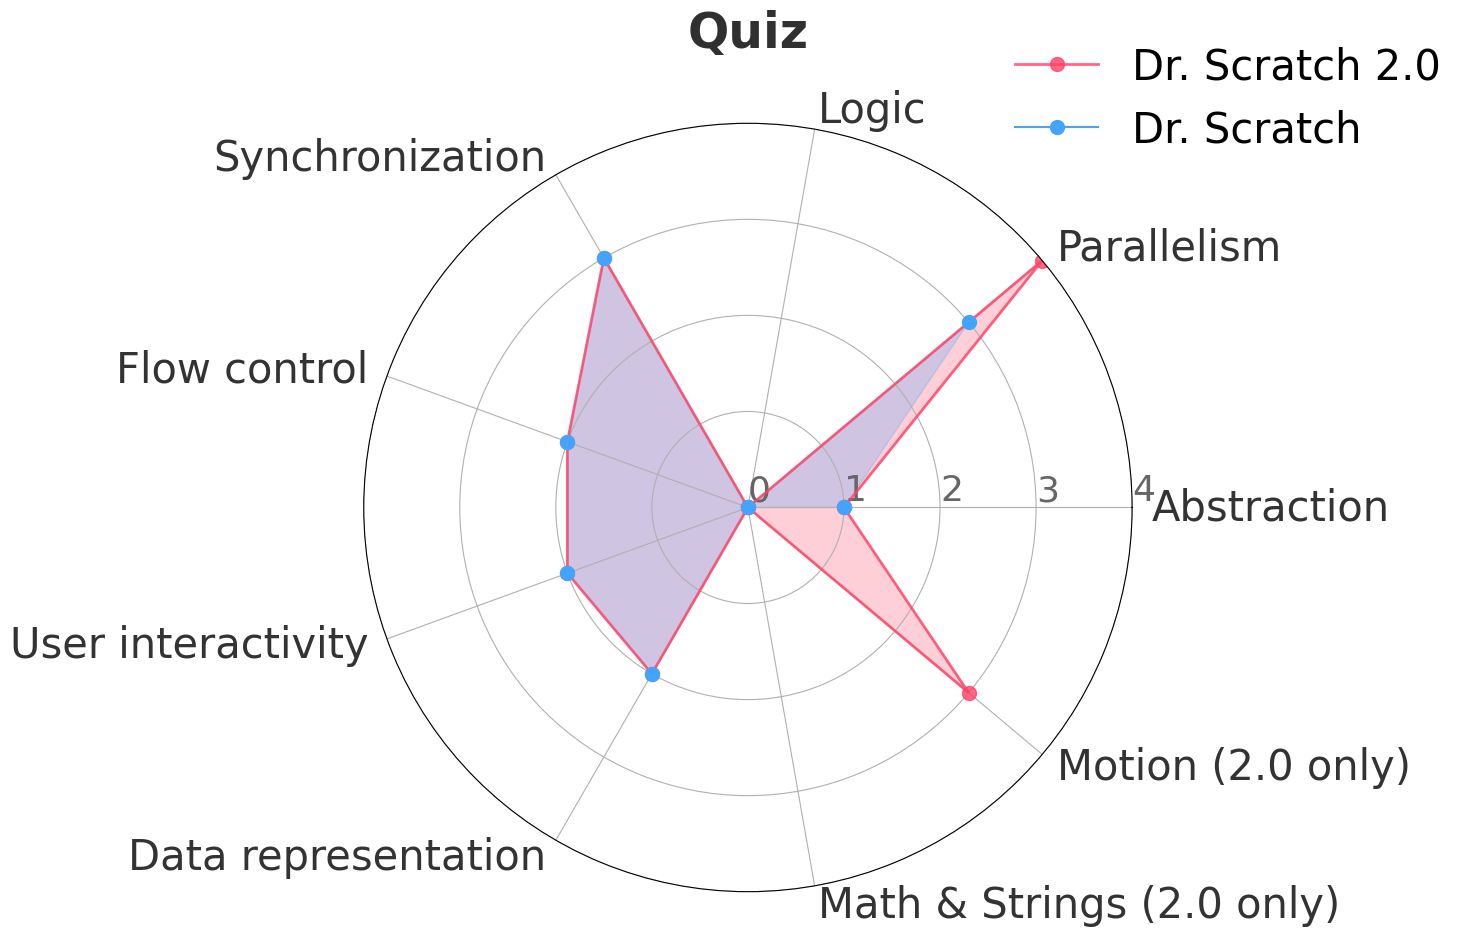 Quiz
Dr. Scratch 2.0
Dr. Scratch
Logic
Synchronization
Parallelism
Flow control
0 1 2 3 4
Abstraction
User interactivity
Motion (2.0 only)
Data representation
Math & Strings (2.0 only)